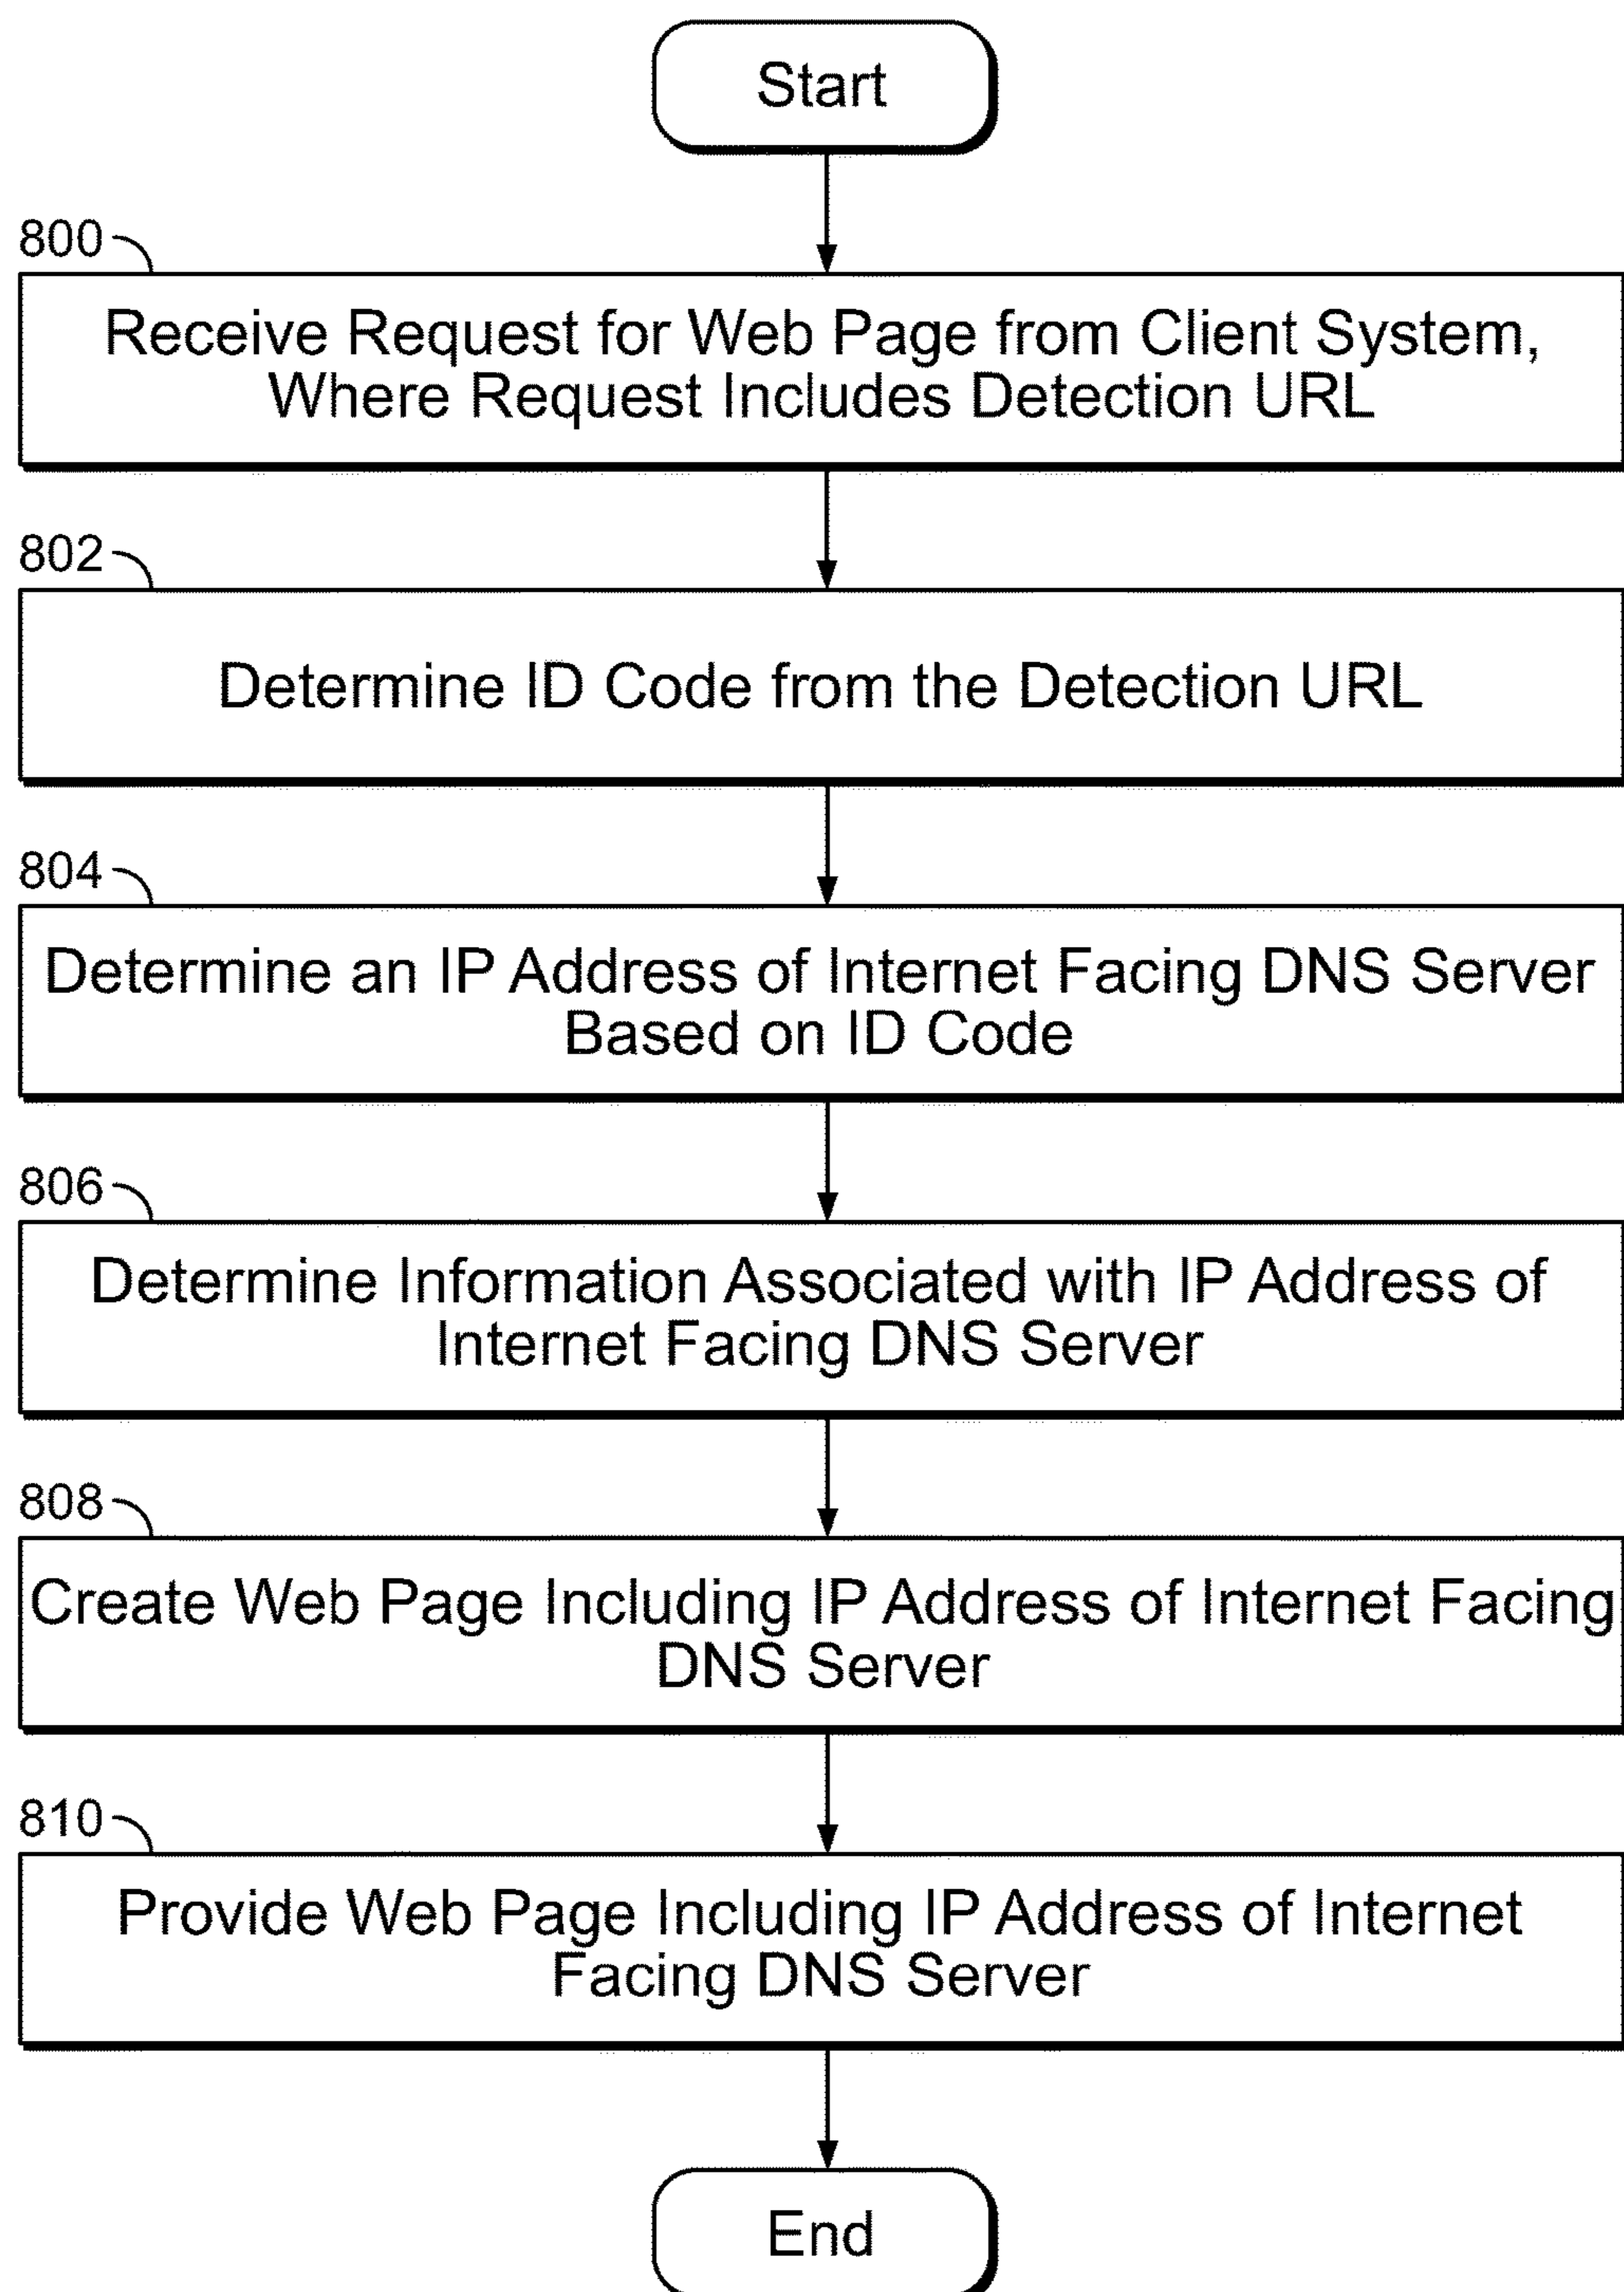 Start
800
Receive Request for Web Page from Client System,
Where Request Includes Detection URL
802
Determine ID Code from the Detection URL
804
Determine an IP Address of Internet Facing DNS Server
Based on ID Code
806
Determine Information Associated with IP Address of
Internet Facing DNS Server
808
Create Web Page Including IP Address of Internet Facing
DNS Server
810
Provide Web Page Including IP Address of Internet
Facing DNS Server
End